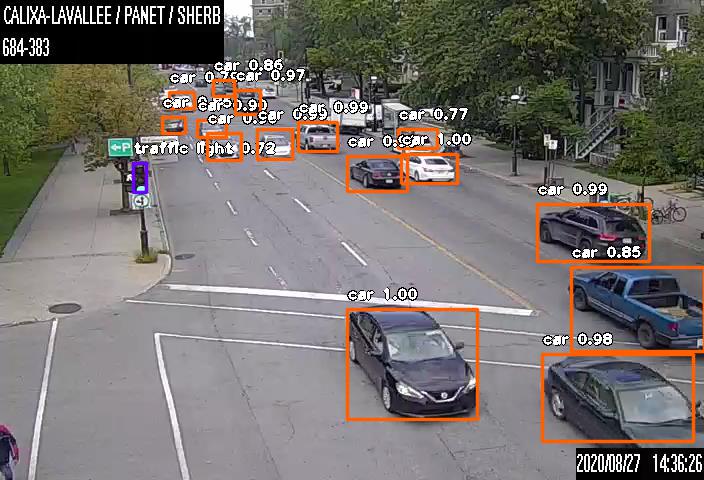 CALIXA-LAVALLEE / PANET / SHERB
684-383
car 0.86
car 0.97
car 0.99
car 0.77
car 1.00
traffic light 0.72
P
car 0.99
car 0.85
car 1.00
car 0.98
2020/08/27 14:36:26